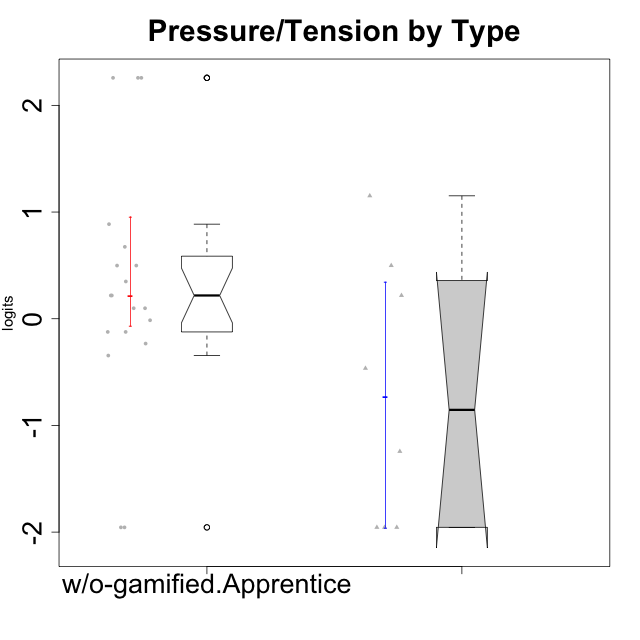 Pressure/Tension by Type
2
1
0
-1
-2
logits
w/o-gamified.Apprentice